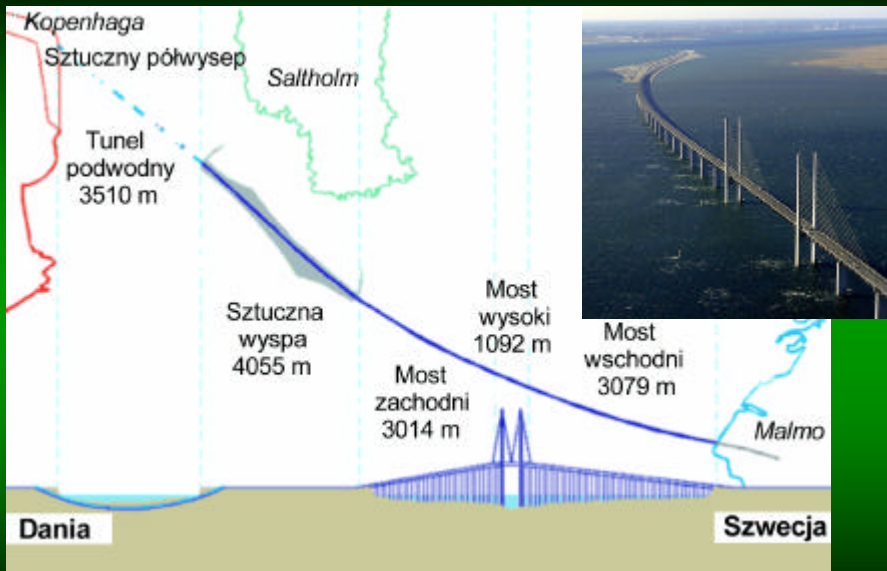 Kopenhaga
Sztuczny półwysep
Saltholm
Tunel
podwodny
3510 m
Sztuczna
wyspa
4055 m
Most
zachodni
3014 m
Most
wysoki
1092 m
Most
wschodni
3079 m
Malmo
Dania
Szwecja